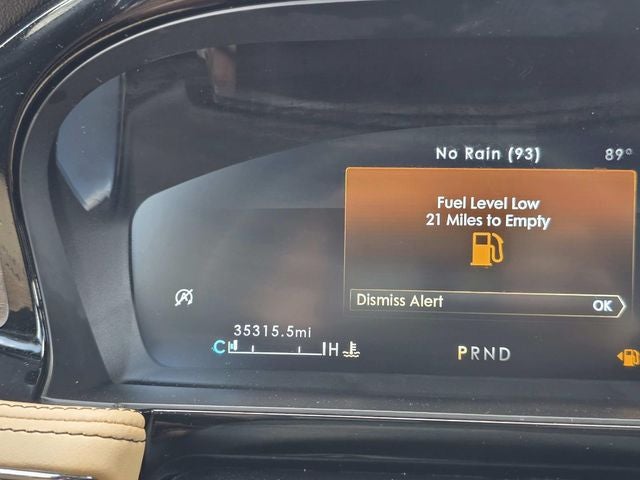 No Rain (93) 89°
Fuel Level Low
21 Miles to Empty
Dismiss Alert OK
35315.5mi
C H
PRND